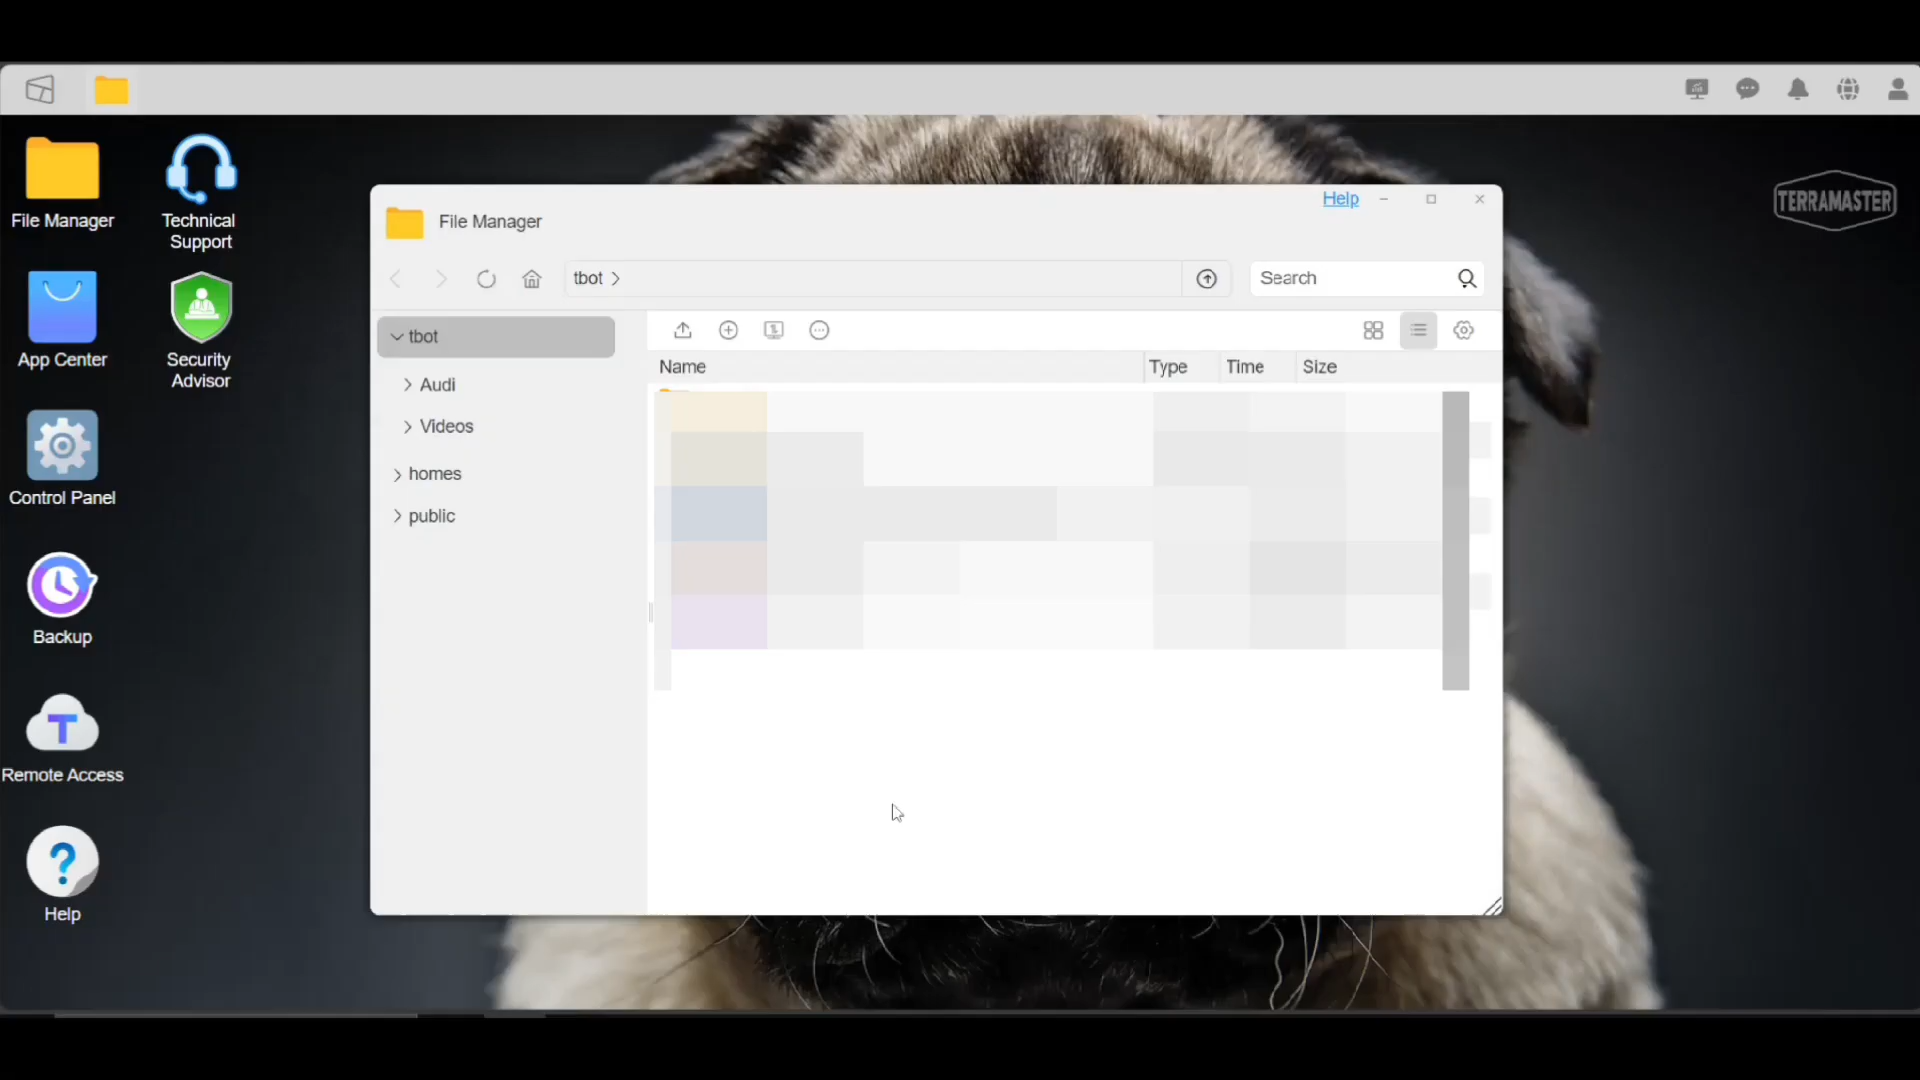 File Manager
Technical
Support
TERRAMASTER
Help
File Manager
tbot
Search
App Center
Security
Advisor
tbot
Name
Type
Time
Size
Audi
Videos
Control Panel
homes
public
Backup
T
Remote Access
?
Help